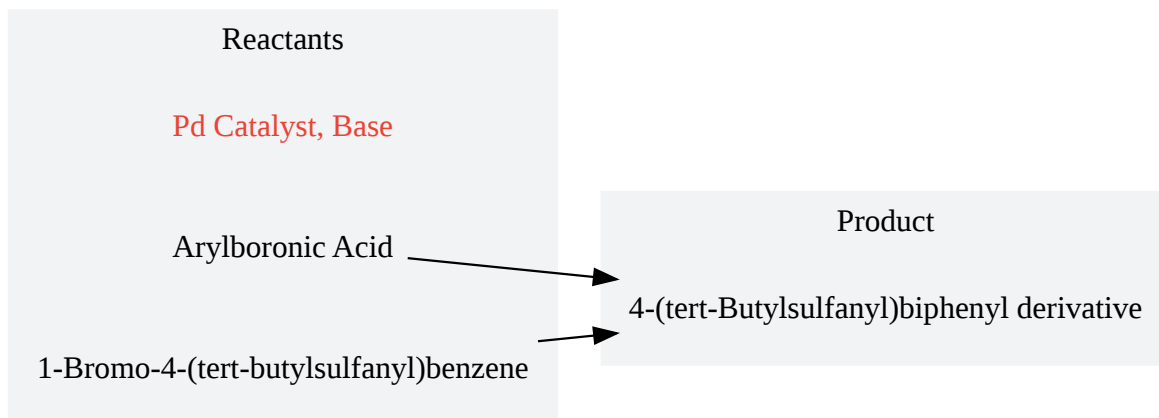 Reactants
Pd Catalyst, Base
Arylboronic Acid
1-Bromo-4-(tert-butylsulfanyl)benzene
Product
4-(tert-Butylsulfanyl)biphenyl derivative